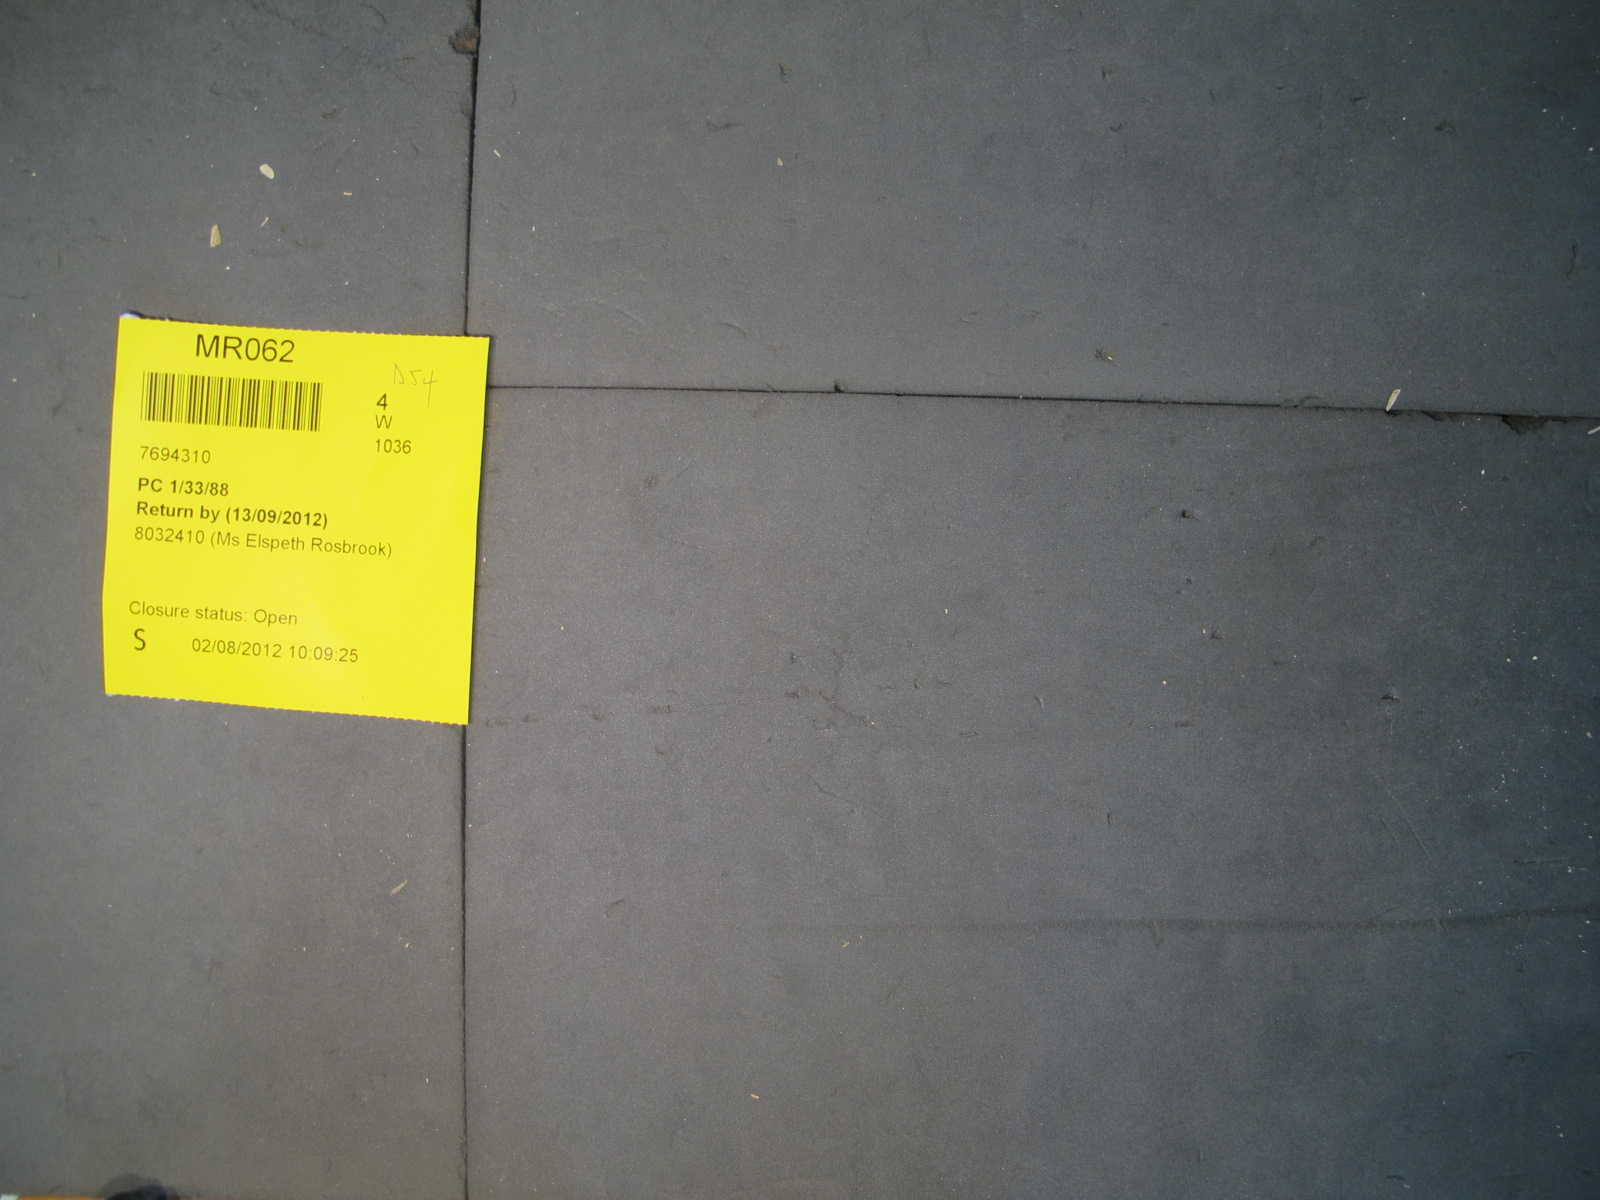 MR062
D54
4
W
1036
7694310
PC 1/33/88
Return by (13/09/2012)
8032410 (Ms Elspeth Rosbrook)
Closure status: Open
S 02/08/2012 10:09:25